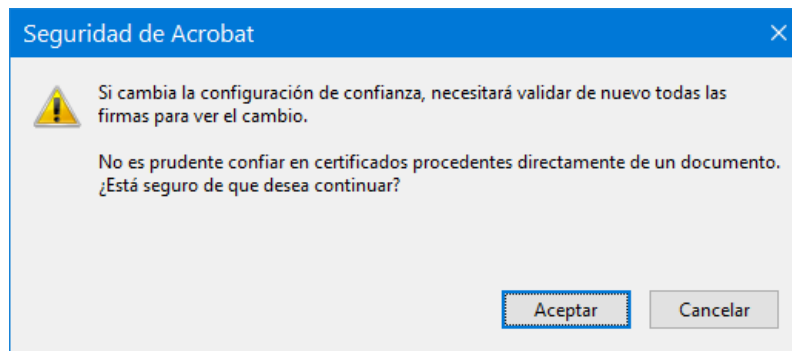 Seguridad de Acrobat
Si cambia la configuración de confianza, necesitará validar de nuevo todas las
firmas para ver el cambio.
No es prudente confiar en certificados procedentes directamente de un documento.
¿Está seguro de que desea continuar?
Aceptar
Cancelar